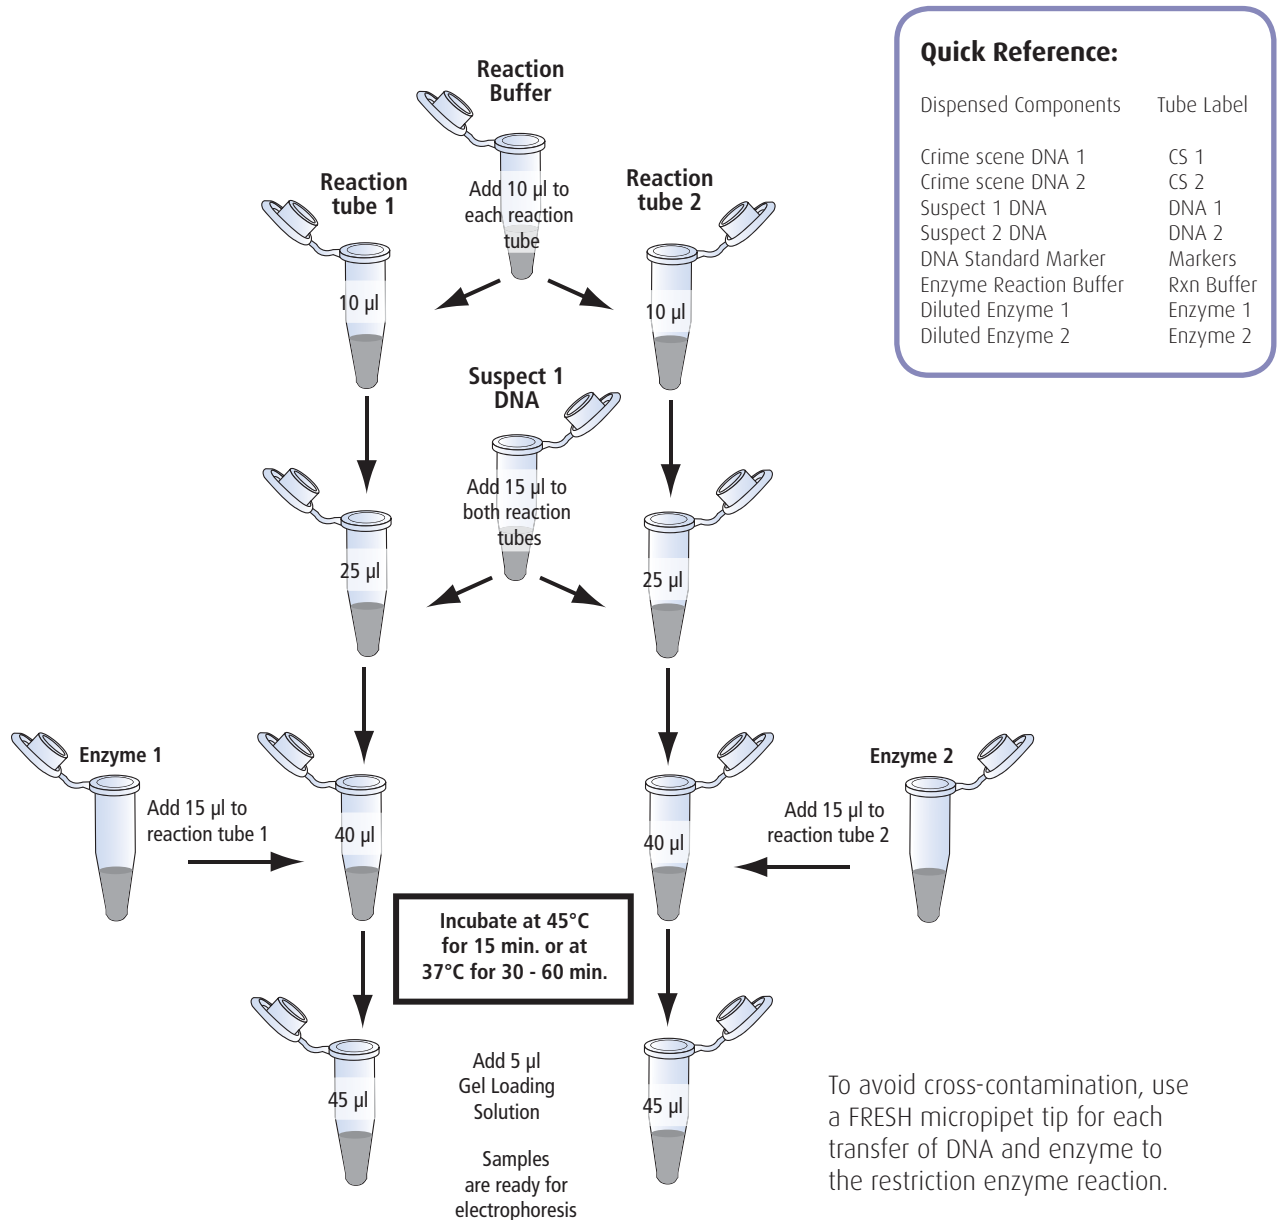 Quick Reference:
Dispensed Components Tube Label
Crime scene DNA 1 CS 1
Crime scene DNA 2 CS 2
Suspect 1 DNA DNA 1
Suspect 2 DNA DNA 2
DNA Standard Marker Markers
Enzyme Reaction Buffer Rxn Buffer
Diluted Enzyme 1 Enzyme 1
Diluted Enzyme 2 Enzyme 2
Reaction
Buffer
Add 10 µl to
each reaction
tube
Reaction
tube 1
Reaction
tube 2
10 µl
10 µl
Suspect 1
DNA
Add 15 µl to
both reaction
tubes
25 µl
25 µl
Enzyme 1
Add 15 µl to
reaction tube 1
40 µl
40 µl
Enzyme 2
Add 15 µl to
reaction tube 2
Incubate at 45°C
for 15 min. or at
37°C for 30 - 60 min.
45 µl
Add 5 µl
Gel Loading
Solution
45 µl
Samples
are ready for
electrophoresis
To avoid cross-contamination, use
a FRESH micropipet tip for each
transfer of DNA and enzyme to
the restriction enzyme reaction.